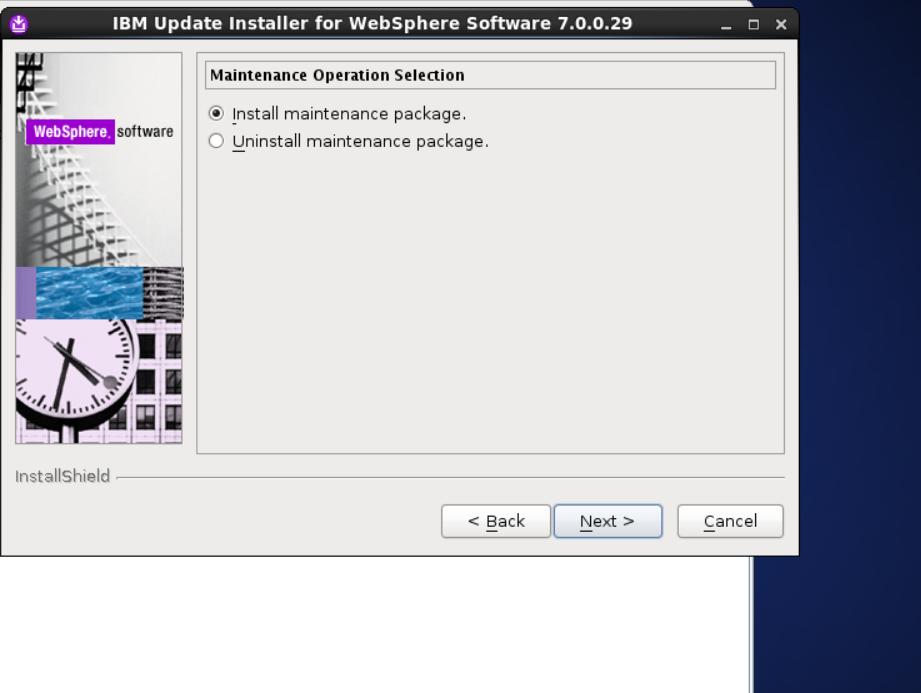 IBM Update Installer for WebSphere Software 7.0.0.29
WebSphere. software
Maintenance Operation Selection
Install maintenance package.
Uninstall maintenance package.
InstallShield
< Back
Next >
Cancel